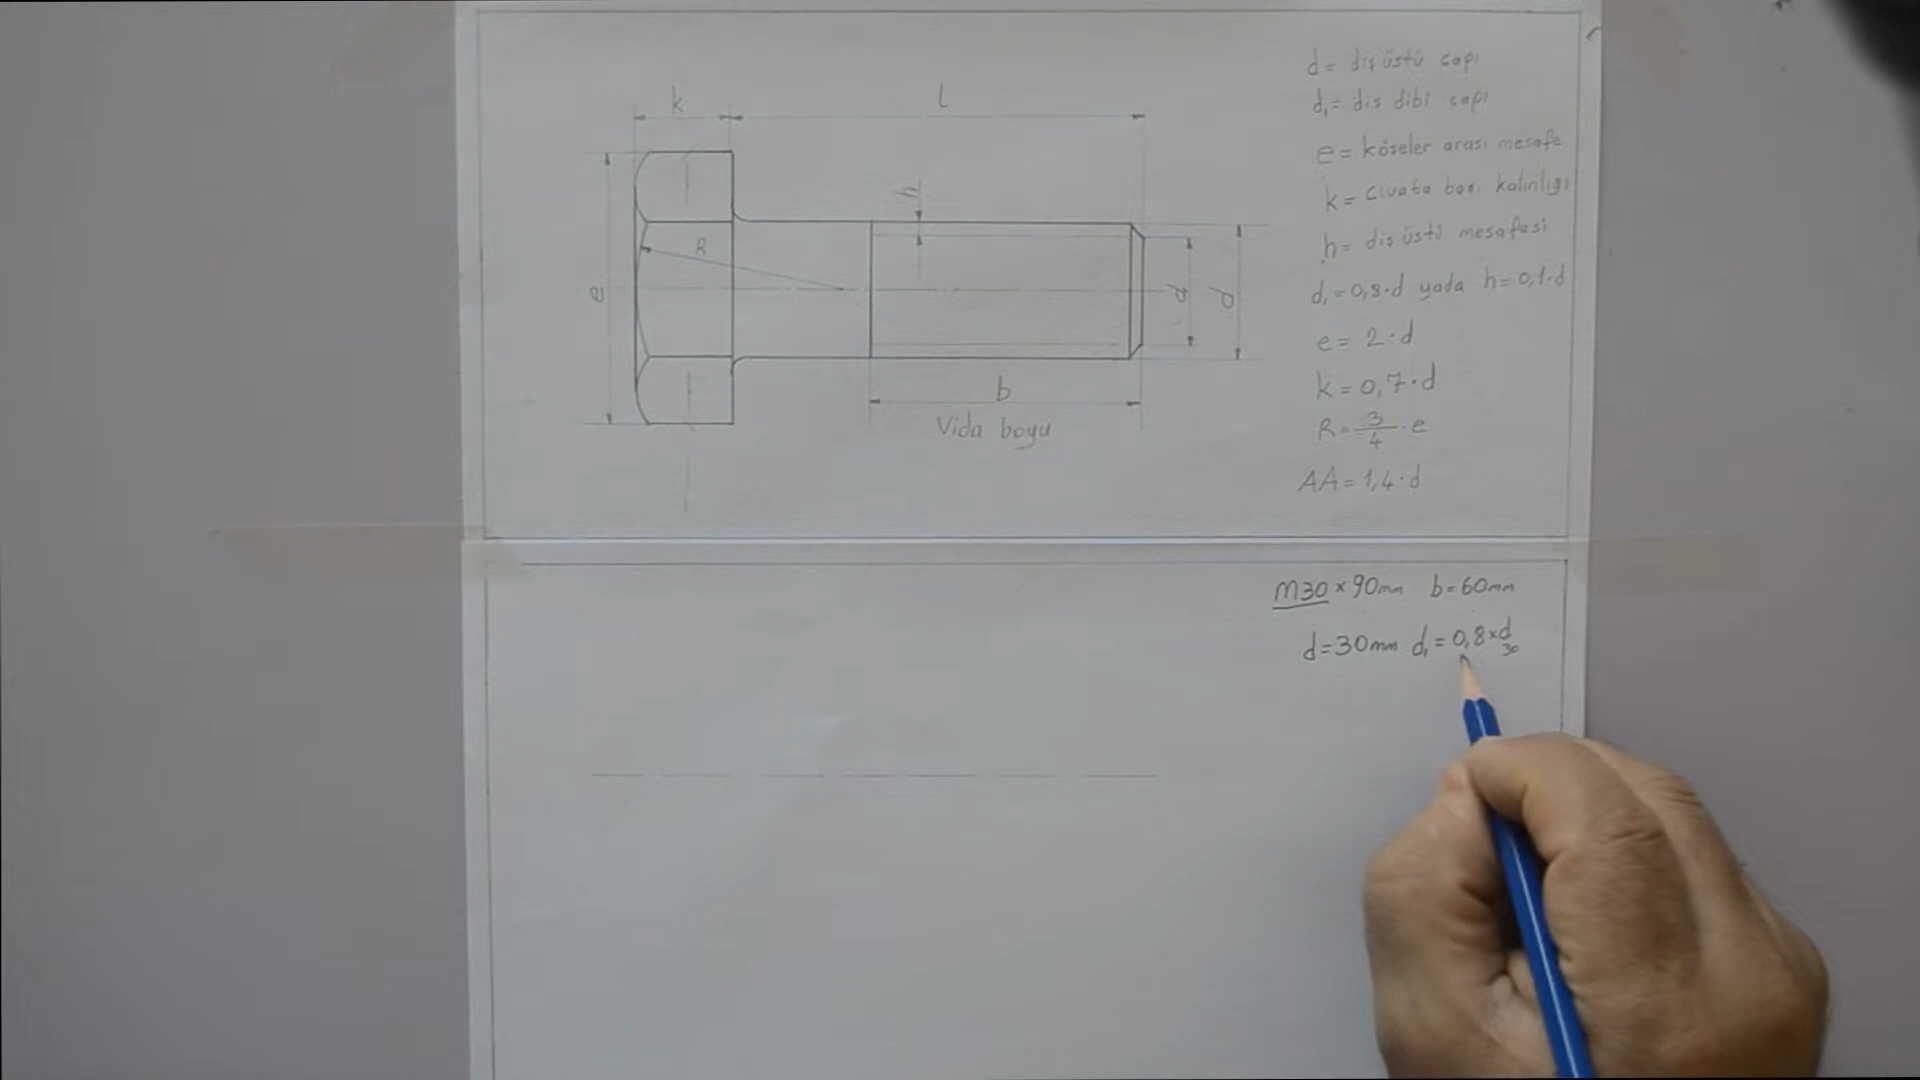 k
l
h
R
e
d
d
b
Vida boyu
d= diş üstü çapı
d₁= diş dibi çapı
e= köşeler arası mesafe
k= Civata başı kalınlığı
h= diş üstü mesafesi
d₁=0,8·d yada h=0,1·d
e= 2·d
k=0,7·d
R=3/4·e
AA=1,4·d
M30×90mm b=60mm
d=30mm d₁=0,8×d
30